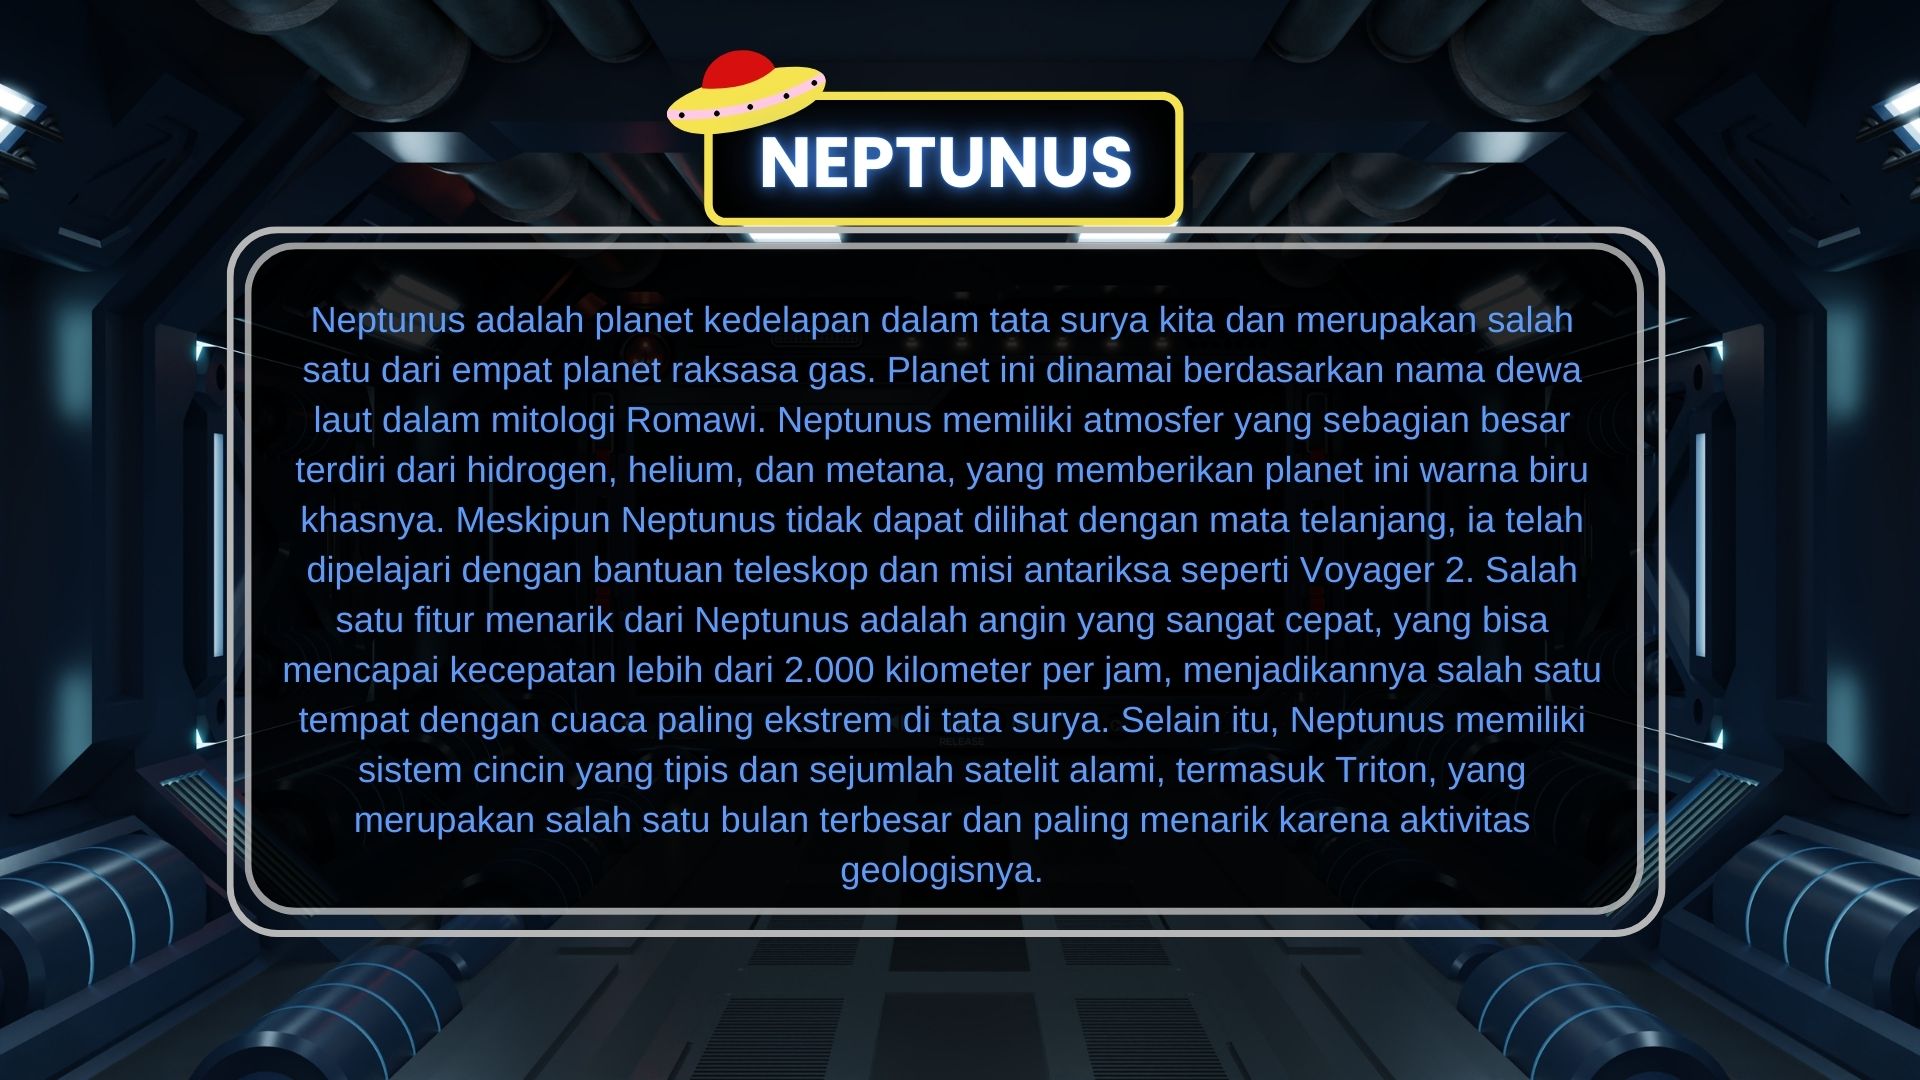 NEPTUNUS
Neptunus adalah planet kedelapan dalam tata surya kita dan merupakan salah
satu dari empat planet raksasa gas. Planet ini dinamai berdasarkan nama dewa
laut dalam mitologi Romawi. Neptunus memiliki atmosfer yang sebagian besar
terdiri dari hidrogen, helium, dan metana, yang memberikan planet ini warna biru
khasnya. Meskipun Neptunus tidak dapat dilihat dengan mata telanjang, ia telah
dipelajari dengan bantuan teleskop dan misi antariksa seperti Voyager 2. Salah
satu fitur menarik dari Neptunus adalah angin yang sangat cepat, yang bisa
mencapai kecepatan lebih dari 2.000 kilometer per jam, menjadikannya salah satu
tempat dengan cuaca paling ekstrem di tata surya. Selain itu, Neptunus memiliki
RELEASE
sistem cincin yang tipis dan sejumlah satelit alami, termasuk Triton, yang
merupakan salah satu bulan terbesar dan paling menarik karena aktivitas
geologisnya.